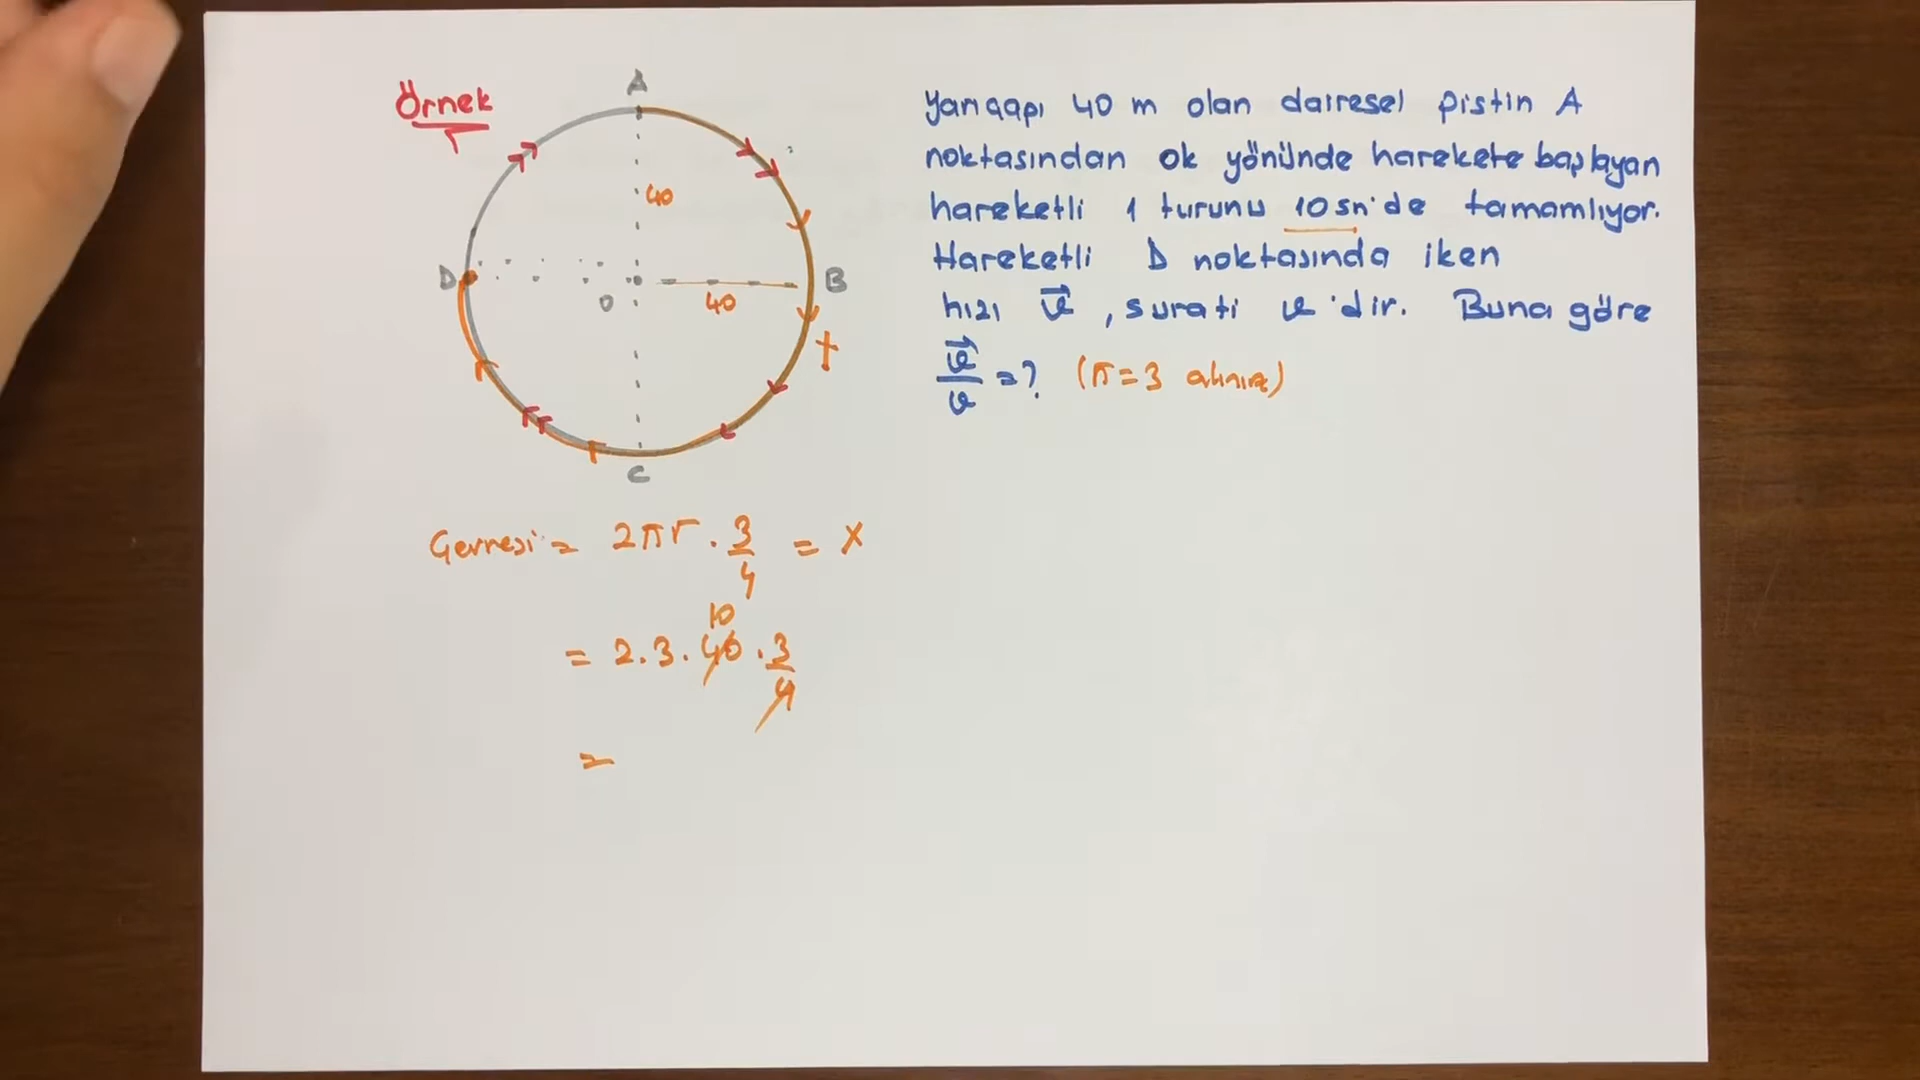 Örnek
A
40
D
O
40
B
C
t
Yarıçapı 40 m olan dairesel pistin A
noktasından ok yönünde harekete başlayan
hareketli 1 turunu 10 sn'de tamamlıyor.
Hareketli D noktasında iken
hızı v⃗, surati v'dir. Buna göre
v⃗/v = ? (π=3 alınız)
Çevresi = 2πr . 3/4 = x
10
= 2.3.40 . 3/4
=